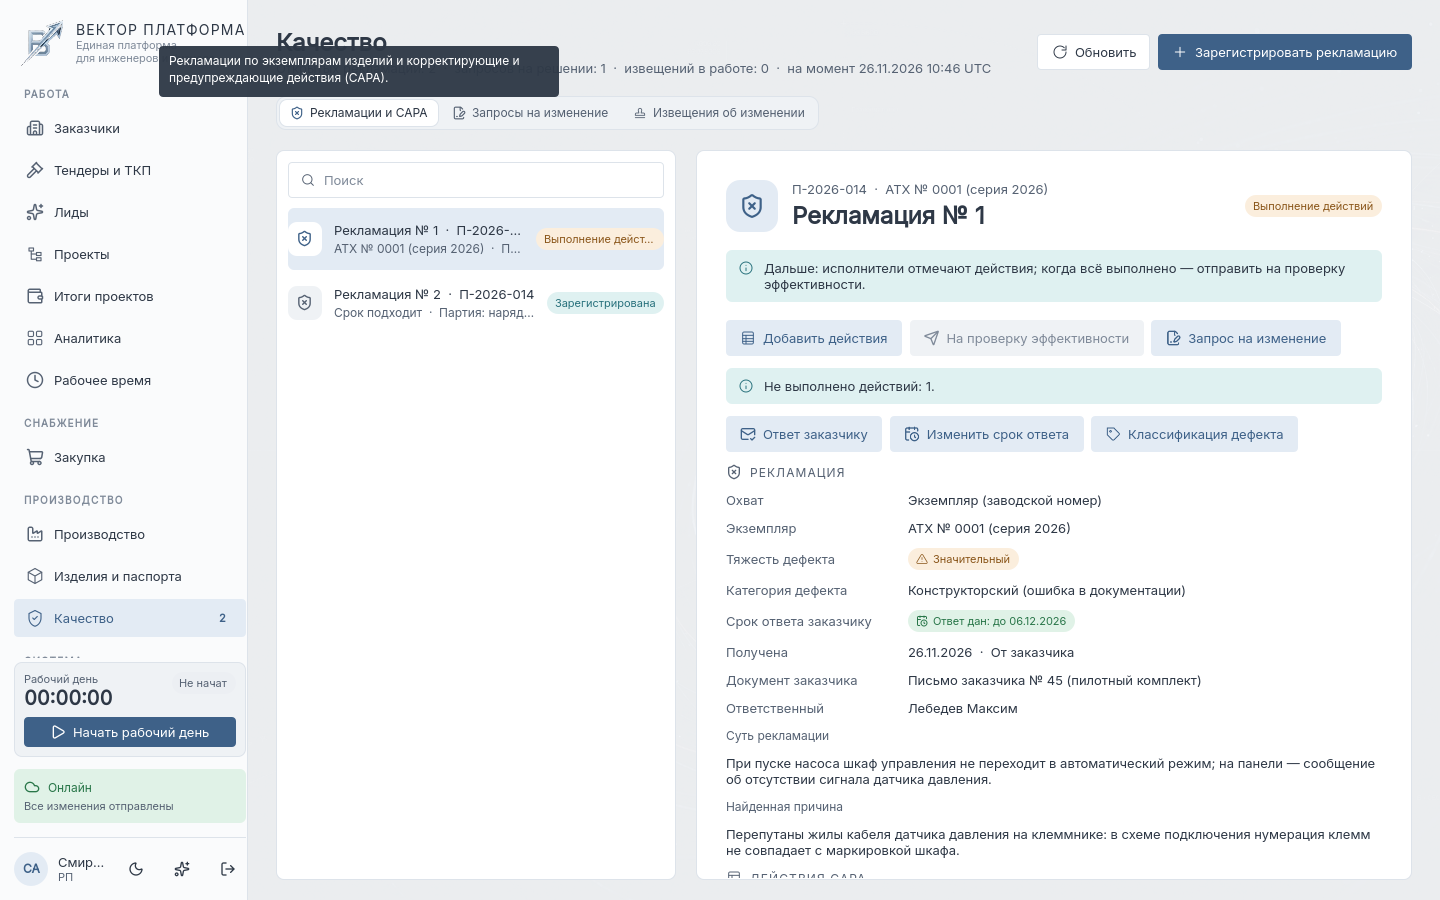 ВЕКТОР ПЛАТФОРМА
Единая платформа
для инженеров
РАБОТА
Заказчики
Тендеры и ТКП
Лиды
Проекты
Итоги проектов
Аналитика
Рабочее время
СНАБЖЕНИЕ
Закупка
ПРОИЗВОДСТВО
Производство
Изделия и паспорта
Качество 2
Рабочий день
Не начат
00:00:00
Начать рабочий день
Онлайн
Все изменения отправлены
СА
Смир...
РП
Качество
Рекламации по экземплярам изделий и корректирующие и
предупреждающие действия (CAPA).
: 1 · извещений в работе: 0 · на момент 26.11.2026 10:46 UTC
Обновить
Зарегистрировать рекламацию
Рекламации и CAPA
Запросы на изменение
Извещения об изменении
Поиск
Рекламация № 1 · П-2026-...
АТХ № 0001 (серия 2026) · П...
Выполнение дейст...
Рекламация № 2 · П-2026-014
Срок подходит · Партия: наряд...
Зарегистрирована
П-2026-014 · АТХ № 0001 (серия 2026)
Рекламация № 1
Выполнение действий
Дальше: исполнители отмечают действия; когда всё выполнено — отправить на проверку
эффективности.
Добавить действия
На проверку эффективности
Запрос на изменение
Не выполнено действий: 1.
Ответ заказчику
Изменить срок ответа
Классификация дефекта
РЕКЛАМАЦИЯ
Охват Экземпляр (заводской номер)
Экземпляр АТХ № 0001 (серия 2026)
Тяжесть дефекта Значительный
Категория дефекта Конструкторский (ошибка в документации)
Срок ответа заказчику Ответ дан: до 06.12.2026
Получена 26.11.2026 · От заказчика
Документ заказчика Письмо заказчика № 45 (пилотный комплект)
Ответственный Лебедев Максим
Суть рекламации
При пуске насоса шкаф управления не переходит в автоматический режим; на панели — сообщение
об отсутствии сигнала датчика давления.
Найденная причина
Перепутаны жилы кабеля датчика давления на клеммнике: в схеме подключения нумерация клемм
не совпадает с маркировкой шкафа.
ДЕЙСТВИЯ CAPA